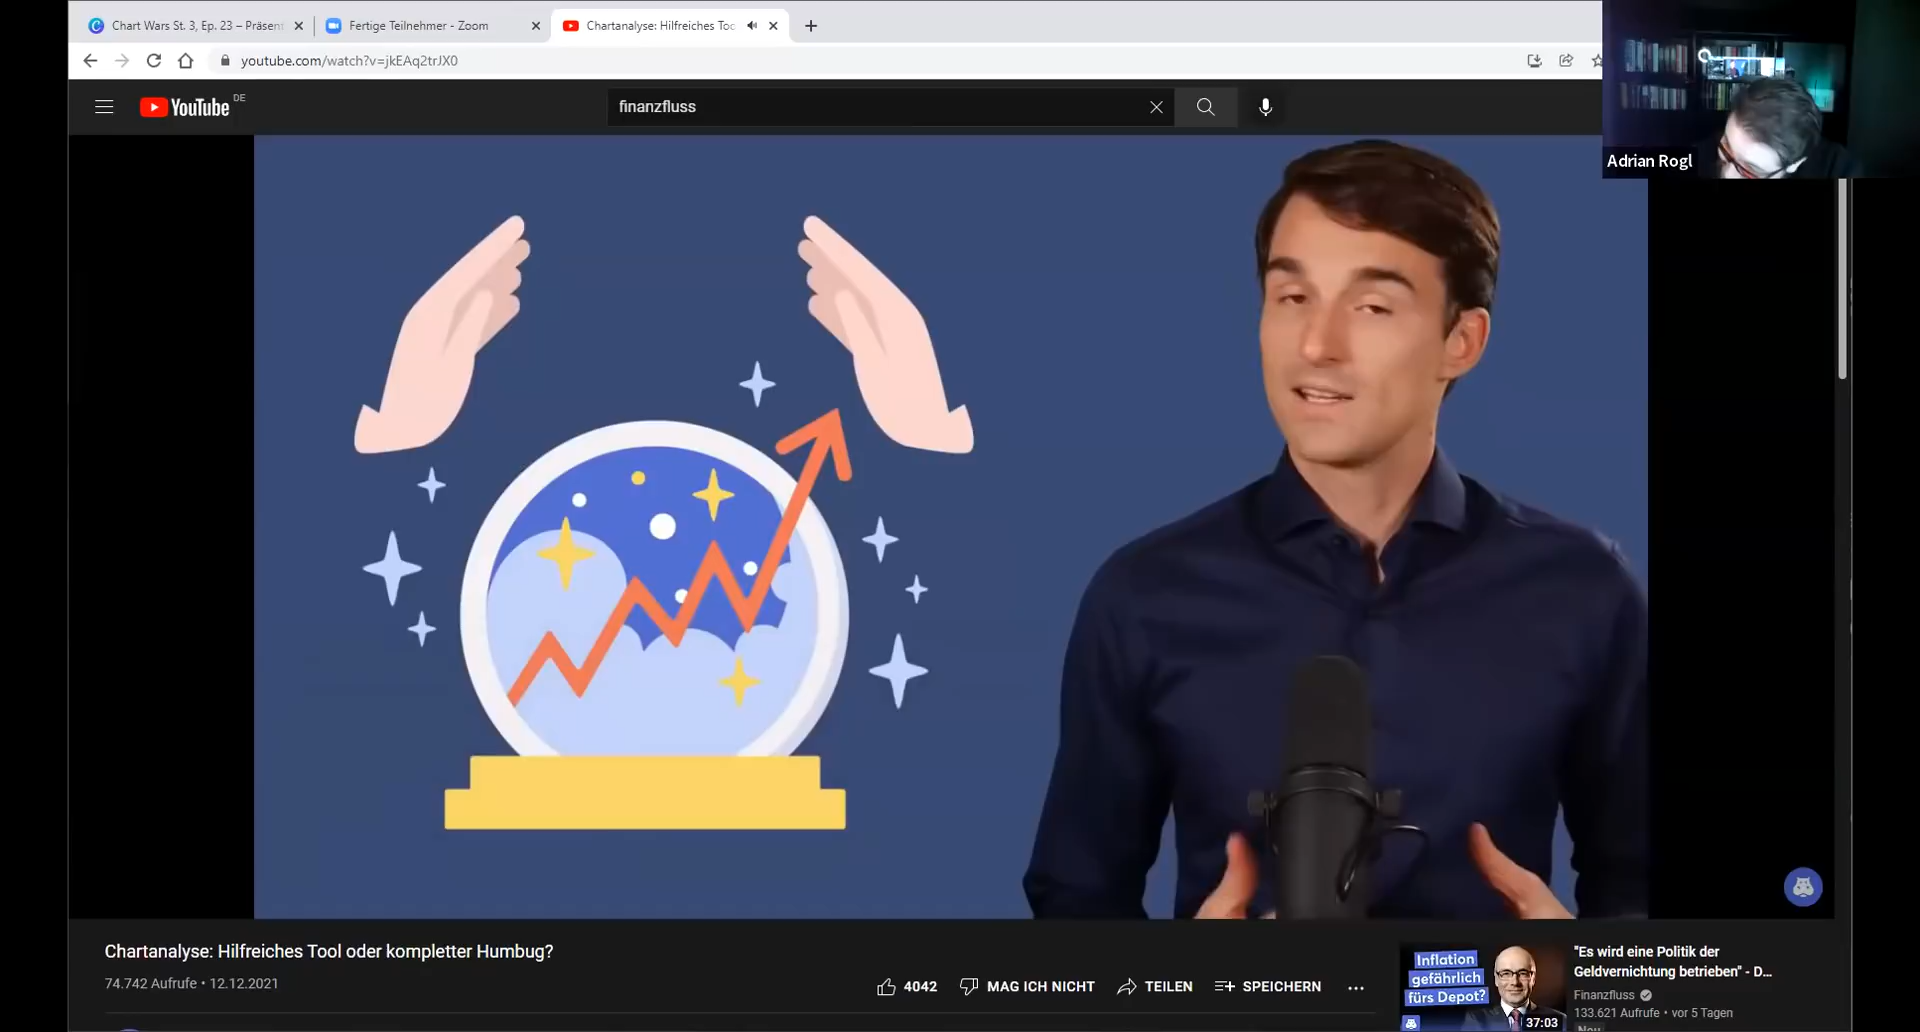 Chart Wars St. 3, Ep. 23 – Präsent
Fertige Teilnehmer - Zoom
Chartanalyse: Hilfreiches Too
youtube.com/watch?v=jkEAq2trJX0
YouTube DE
finanzfluss
Adrian Rogl
Chartanalyse: Hilfreiches Tool oder kompletter Humbug?
74.742 Aufrufe • 12.12.2021
4042
MAG ICH NICHT
TEILEN
SPEICHERN
Inflation
gefährlich
fürs Depot?
37:03
"Es wird eine Politik der
Geldvernichtung betrieben" - D...
Finanzfluss
133.621 Aufrufe • vor 5 Tagen
Neu